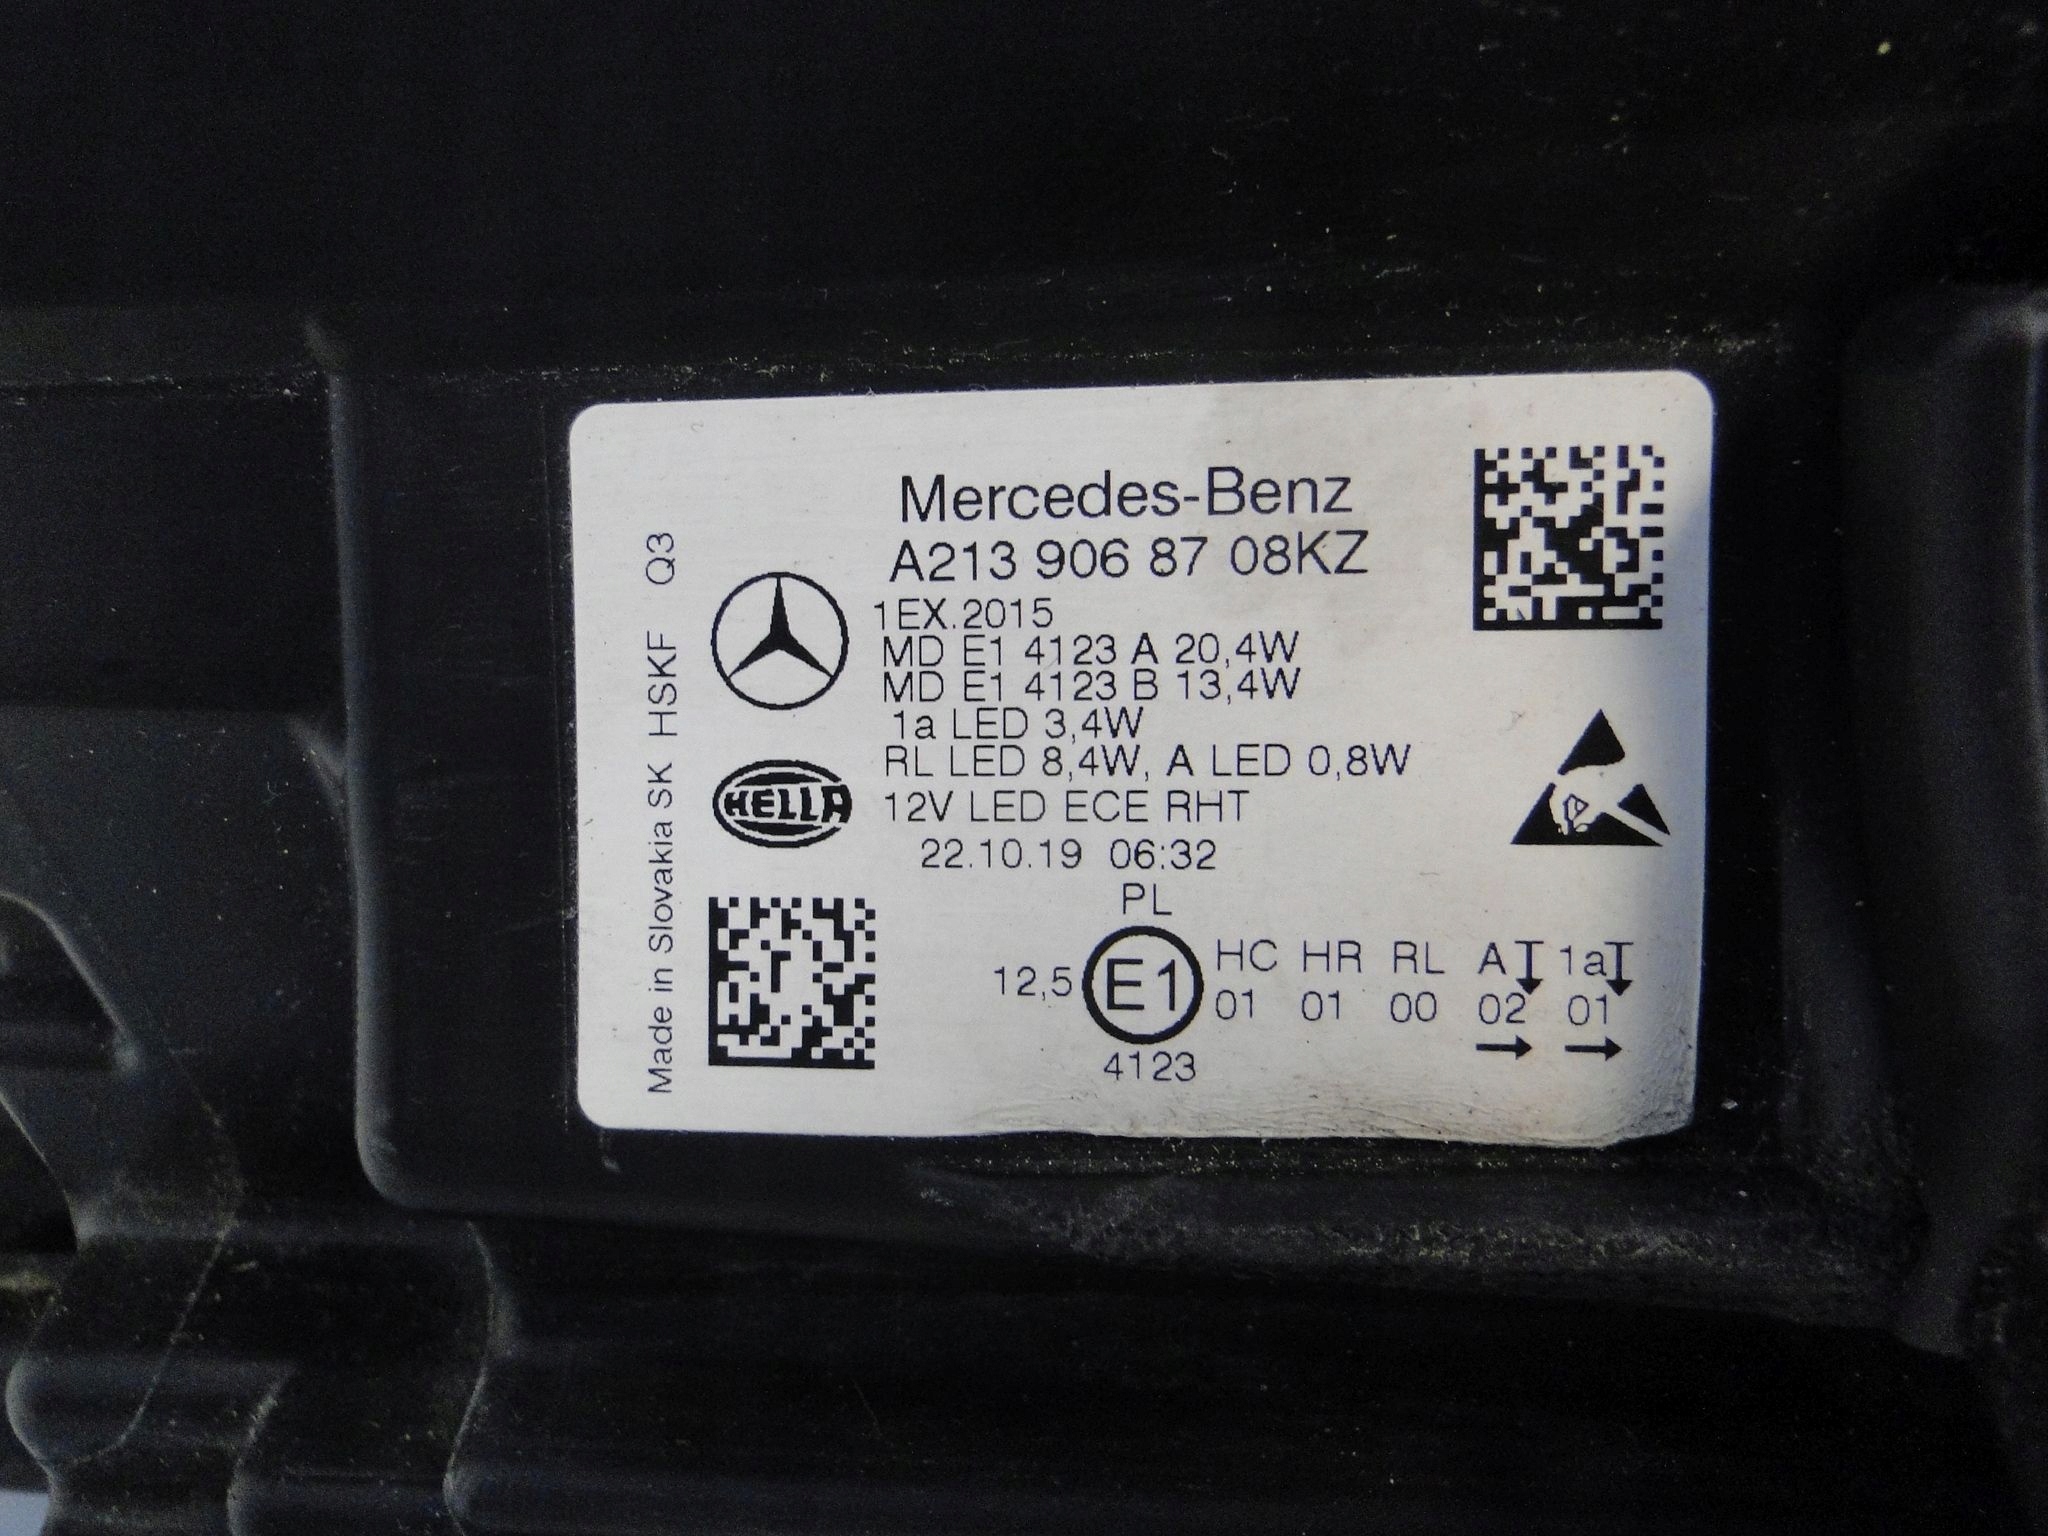 Mercedes-Benz
A213 906 87 08KZ
1EX.2015
MD E1 4123 A 20,4W
MD E1 4123 B 13,4W
1a LED 3,4W
RL LED 8,4W, A LED 0,8W
12V LED ECE RHT
22.10.19 06:32
PL
12,5 E1 HC HR RL A 1a
01 01 00 02 01
4123
HELLA
Made in Slovakia SK HSKF Q3